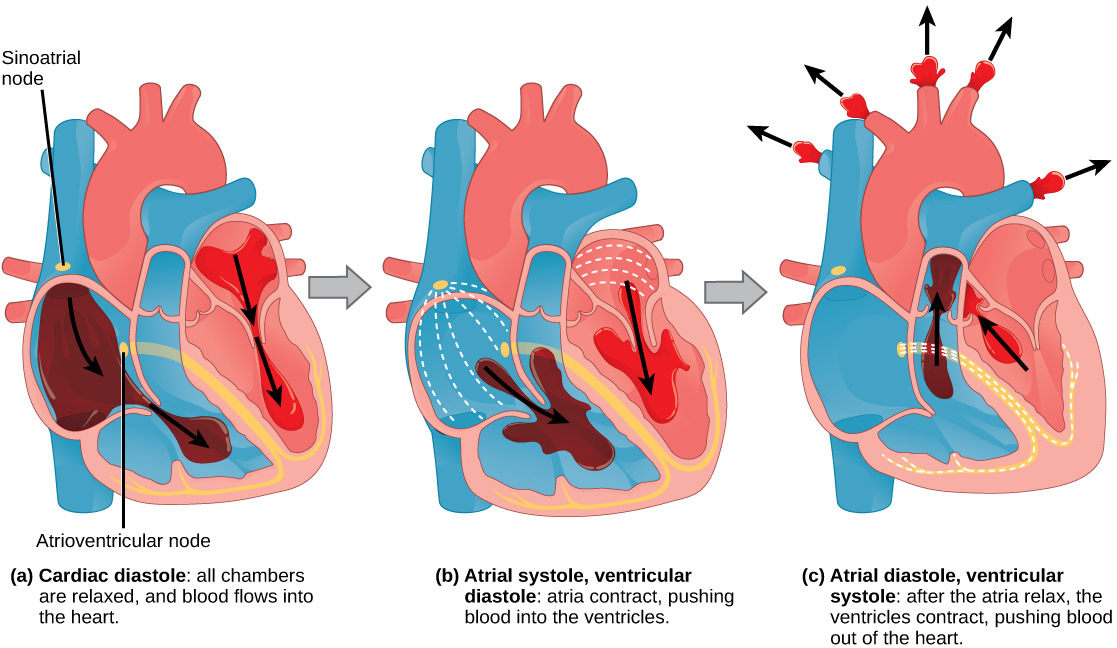 Sinoatrial
node
Atrioventricular node
(a) Cardiac diastole: all chambers
are relaxed, and blood flows into
the heart.
(b) Atrial systole, ventricular
diastole: atria contract, pushing
blood into the ventricles.
(c) Atrial diastole, ventricular
systole: after the atria relax, the
ventricles contract, pushing blood
out of the heart.